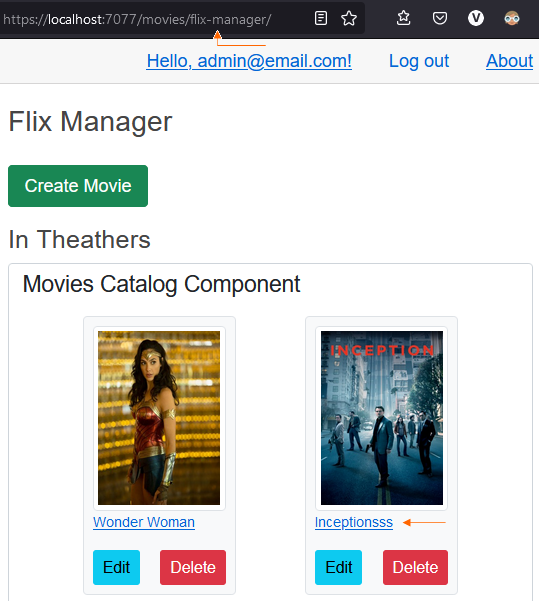 https://localhost:7077/movies/flix-manager/
Hello, admin@email.com! Log out About
Flix Manager
Create Movie
In Theathers
Movies Catalog Component
INCEPTION
Wonder Woman Inceptionsss
Edit Delete Edit Delete